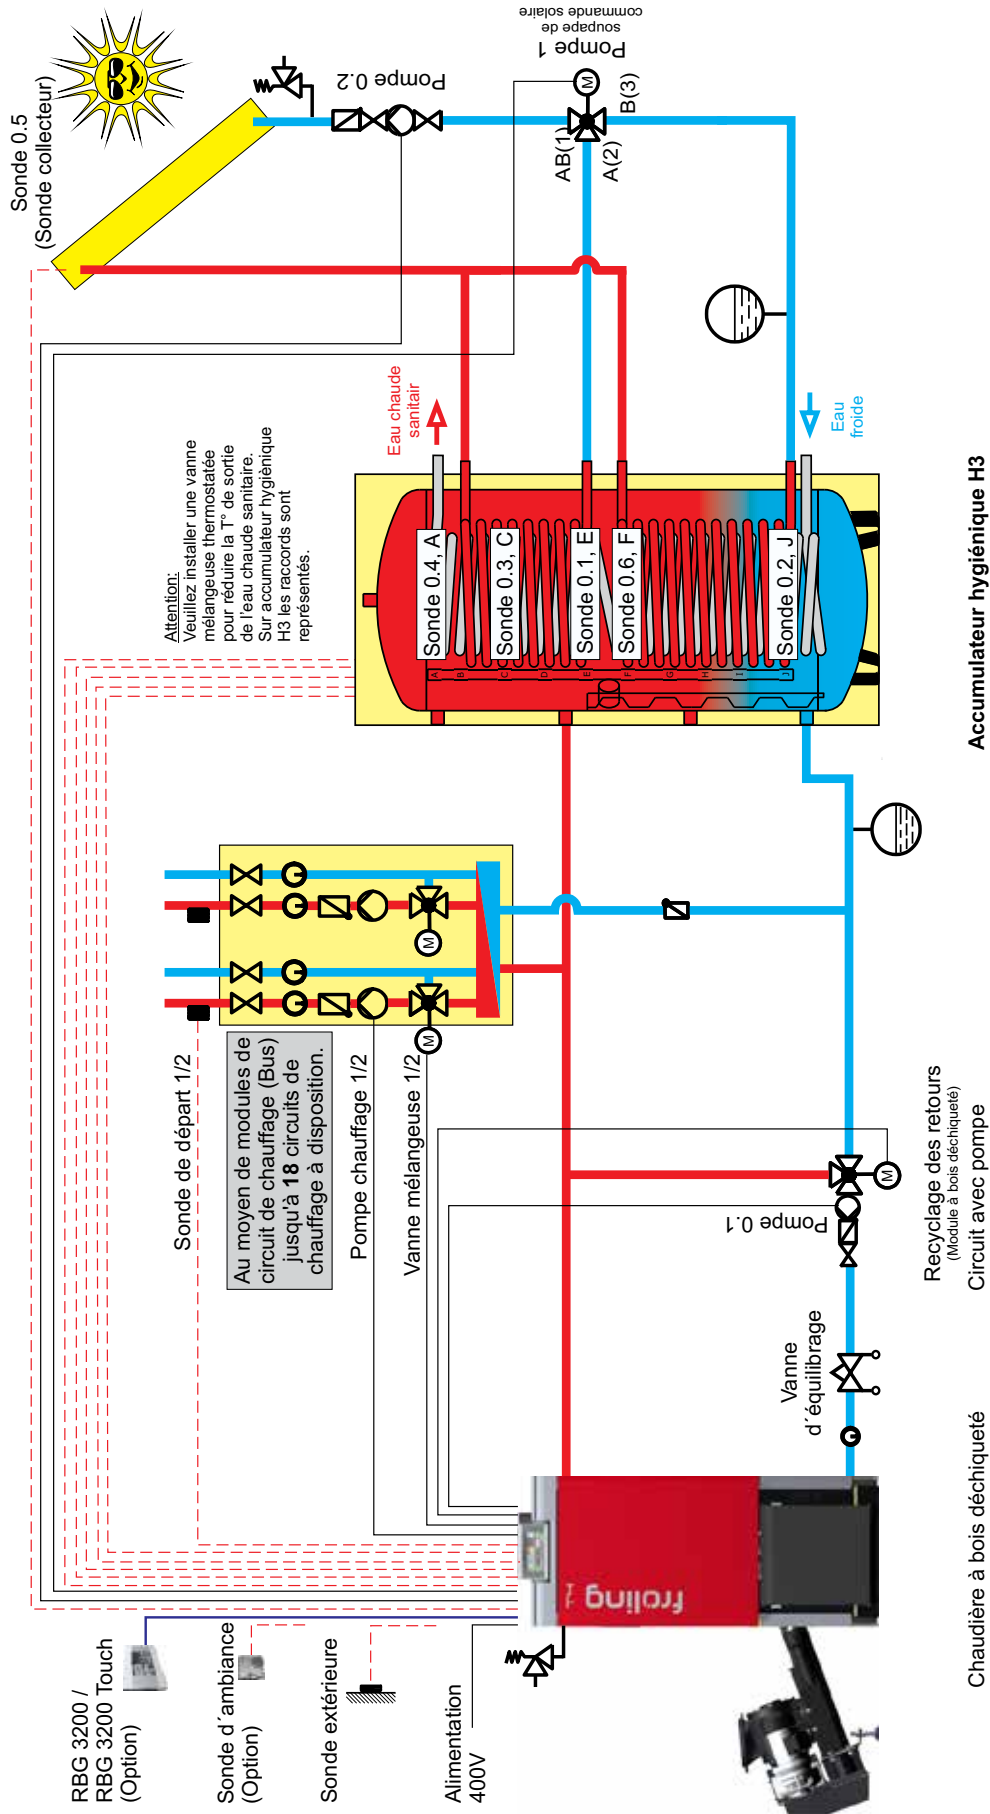 RBG 3200 /
RBG 3200 Touch
(Option)
Sonde d´ambiance
(Option)
Sonde extérieure
Alimentation
400V
Sonde de départ 1/2
Au moyen de modules de
circuit de chauffage (Bus)
jusqu'à 18 circuits de
chauffage à disposition.
Pompe chauffage 1/2
Vanne mélangeuse 1/2
M
M
Attention:
Veuillez installer une vanne
mélangeuse thermostatée
pour réduire la T° de sortie
de l'eau chaude sanitaire.
Sur accumulateur hygiènique
H3 les raccords sont
représentés.
Sonde 0.5
(Sonde collecteur)
Pompe 0.2
Pompe 1
soupape de
commande solaire
M
AB(1)
A(2)
B(3)
Eau chaude
sanitair
Eau
froide
Sonde 0.4, A
Sonde 0.3, C
Sonde 0.1, E
Sonde 0.6, F
Sonde 0.2, J
A
B
C
D
E
F
G
H
I
J
froling
T4
Vanne
d´équilibrage
Pompe 0.1
M
Recyclage des retours
(Module à bois déchiqueté)
Circuit avec pompe
Chaudière à bois déchiqueté
Accumulateur hygiénique H3